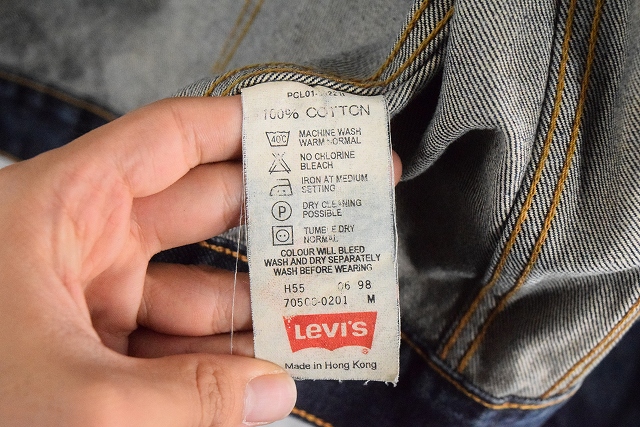 100% COTTON
40°C MACHINE WASH
WARM NORMAL
NO CHLORINE
BLEACH
IRON AT MEDIUM
SETTING
P DRY CLEANING
POSSIBLE
TUMBLE DRY
NORMAL
COLOUR WILL BLEED
WASH AND DRY SEPARATELY
WASH BEFORE WEARING
H55 06 98
70500-0201 M
LEVI'S
Made in Hong Kong